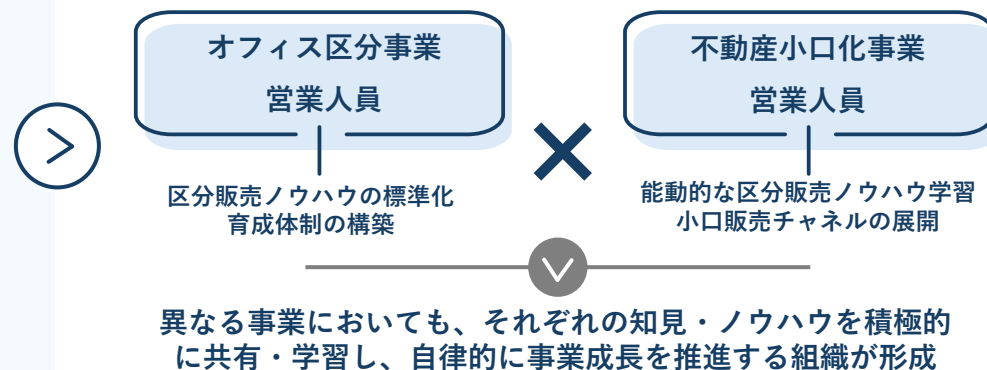 オフィス区分事業
営業人員
不動産小口化事業
営業人員
区分販売ノウハウの標準化
育成体制の構築
能動的な区分販売ノウハウ学習
小口販売チャネルの展開
異なる事業においても、それぞれの知見・ノウハウを積極的
に共有・学習し、自律的に事業成長を推進する組織が形成